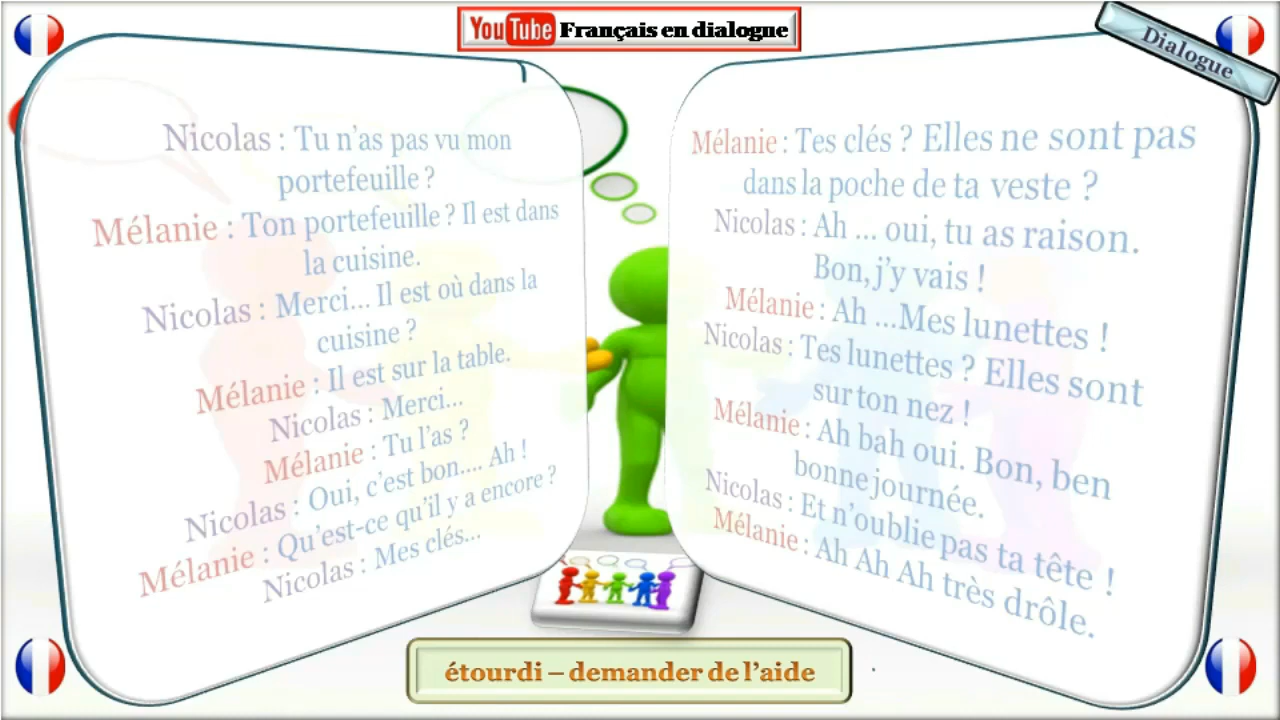 YouTube Français en dialogue
Dialogue
Nicolas : Tu n'as pas vu mon
portefeuille ?
Mélanie : Ton portefeuille ? Il est dans
la cuisine.
Nicolas : Merci... Il est où dans la
cuisine ?
Mélanie : Il est sur la table.
Nicolas : Merci...
Mélanie : Tu l'as ?
Nicolas : Oui, c'est bon.... Ah !
Mélanie : Qu'est-ce qu'il y a encore ?
Nicolas : Mes clés...
Mélanie : Tes clés ? Elles ne sont pas
dans la poche de ta veste ?
Nicolas : Ah ... oui, tu as raison.
Bon, j'y vais !
Mélanie : Ah ...Mes lunettes !
Nicolas : Tes lunettes ? Elles sont
sur ton nez !
Mélanie : Ah bah oui. Bon, ben
bonne journée.
Nicolas : Et n'oublie pas ta tête !
Mélanie : Ah Ah Ah très drôle.
étourdi – demander de l'aide